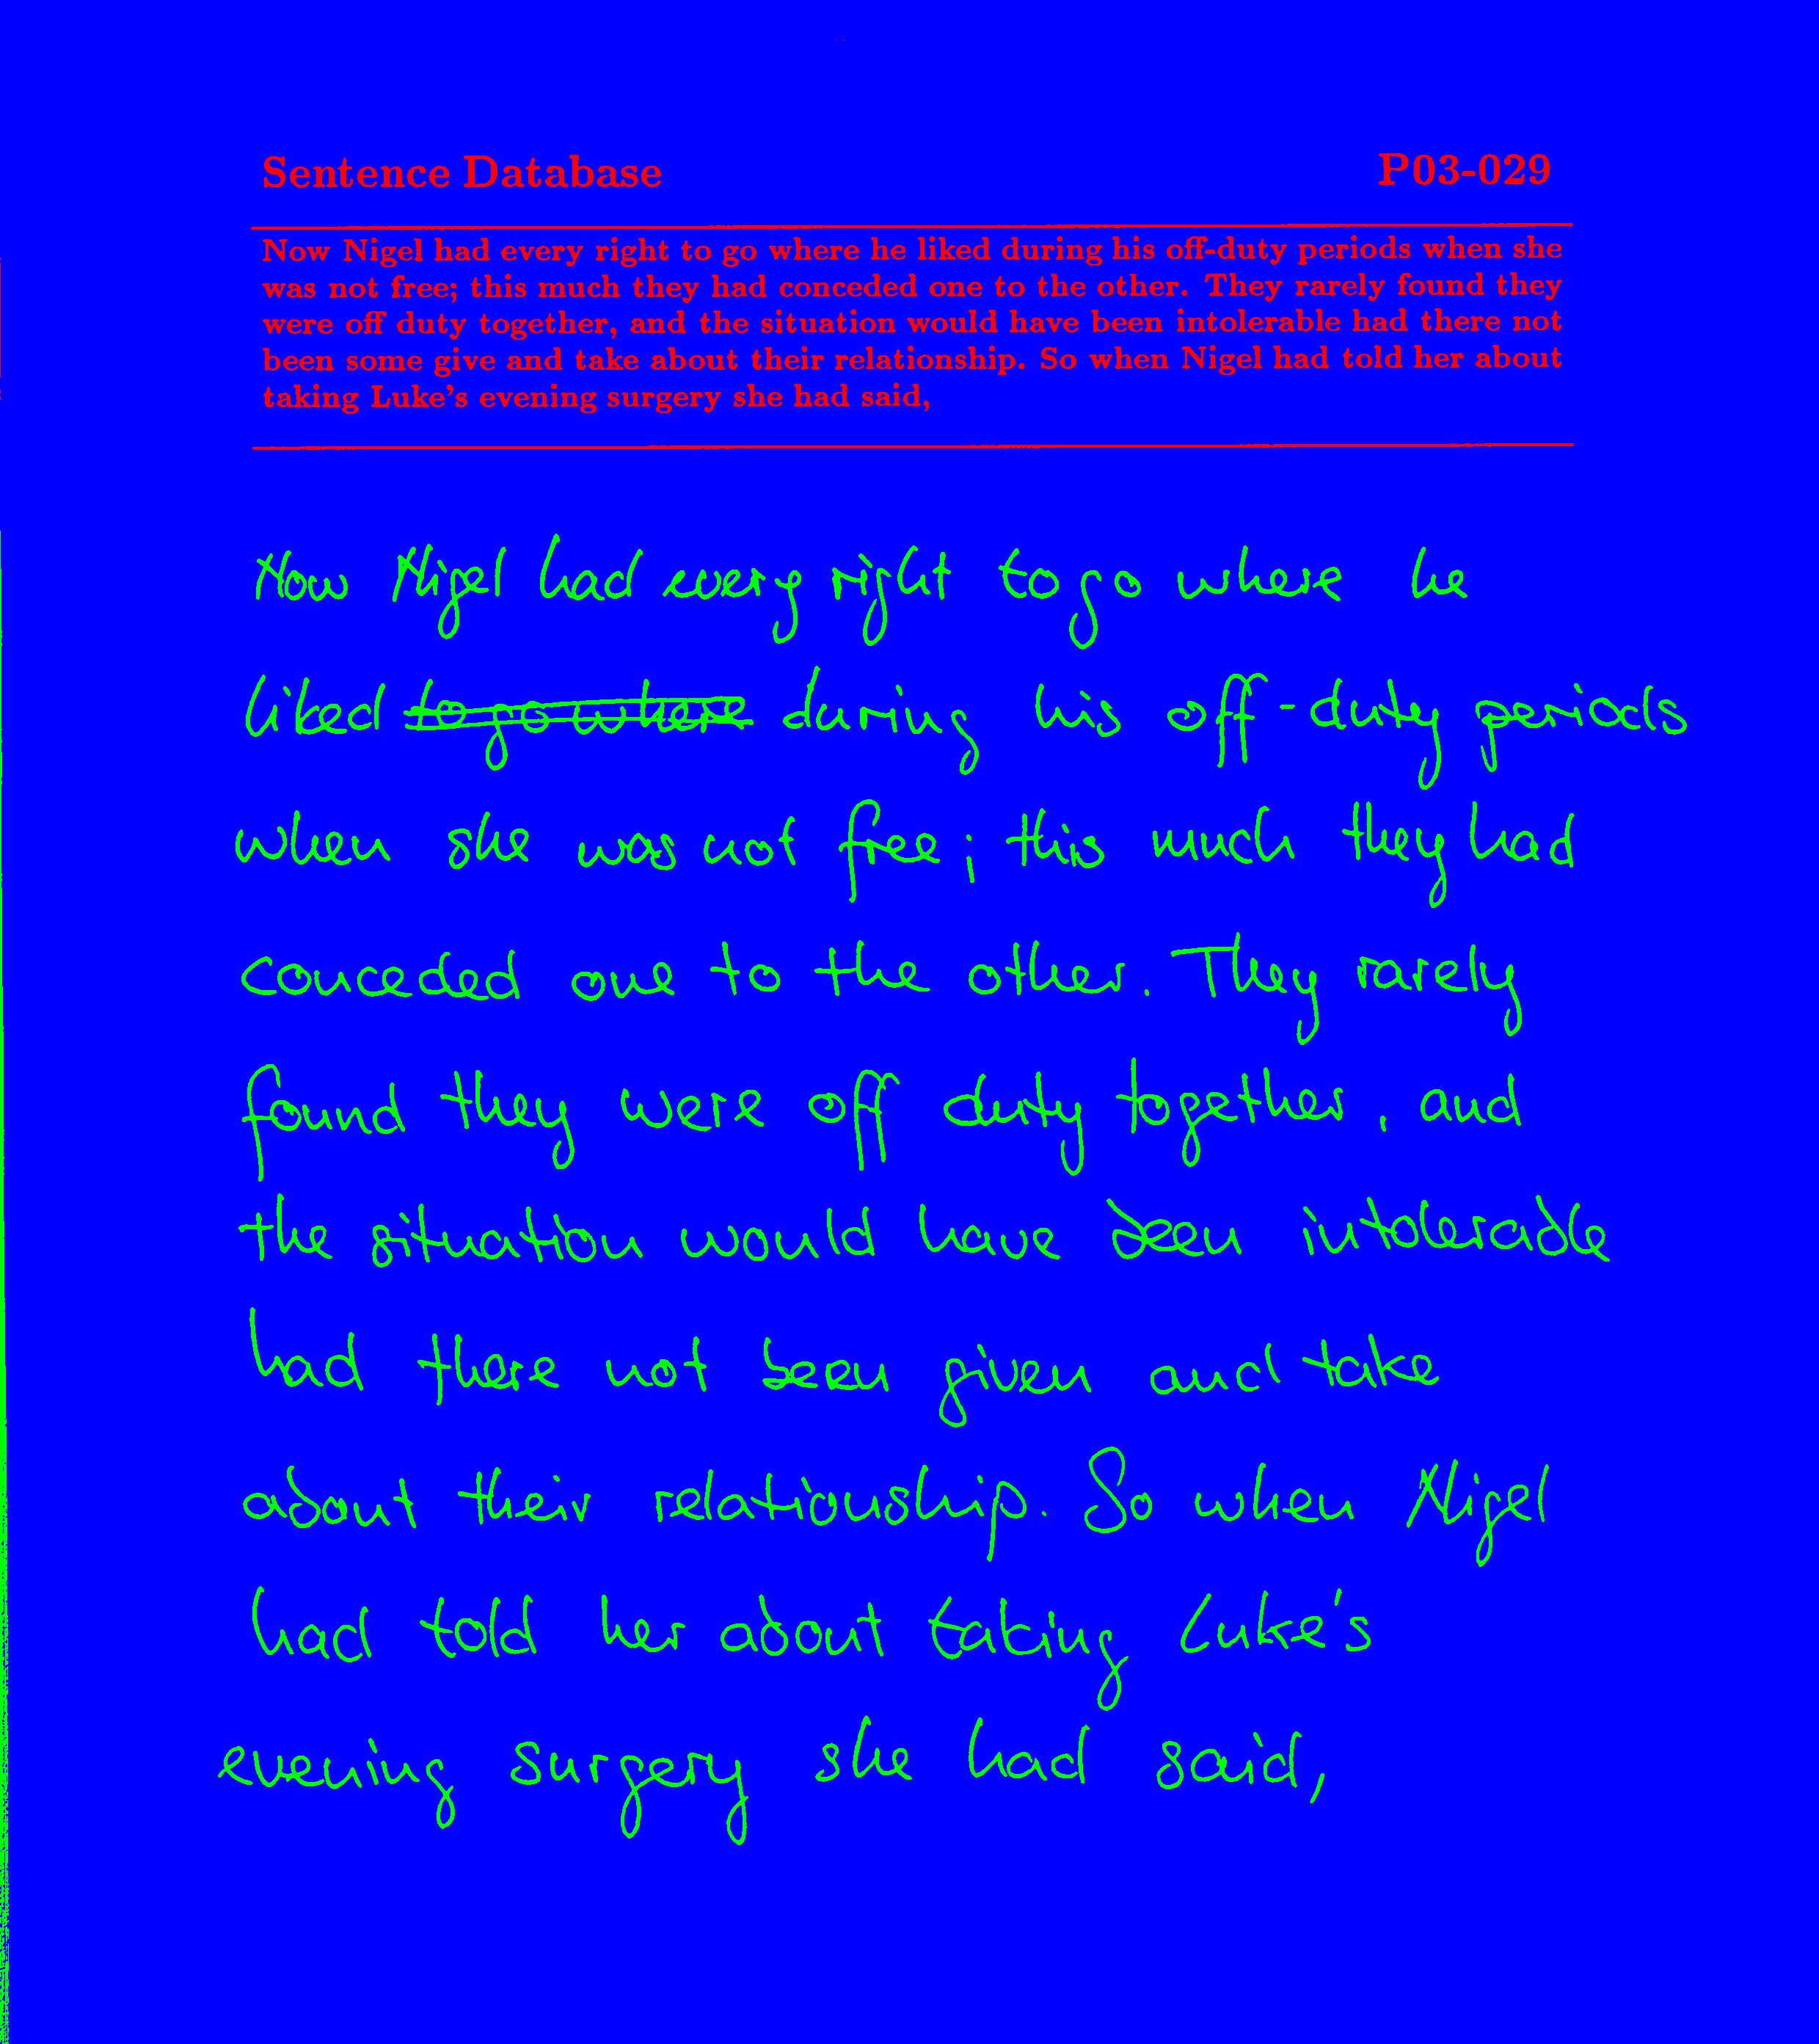 Sentence Database P03-029
Now Nigel had every right to go where he liked during his off-duty periods when she
was not free; this much they had conceded one to the other. They rarely found they
were off duty together, and the situation would have been intolerable had there not
been some give and take about their relationship. So when Nigel had told her about
taking Luke's evening surgery she had said,
Now Nigel had every right to go where he
liked to go where during his off-duty periods
when she was not free; this much they had
conceded one to the other. They rarely
found they were off duty together, and
the situation would have been intolerable
had there not been given and take
about their relationship. So when Nigel
had told her about taking Luke's
evening surgery she had said,